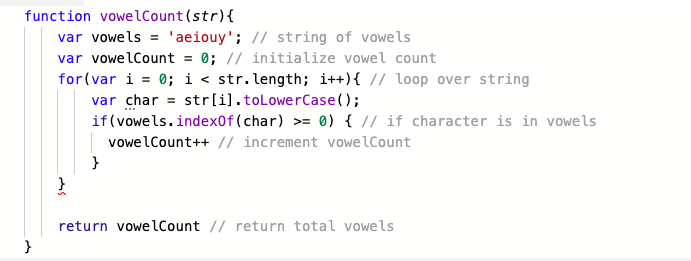 function vowelCount(str){
    var vowels = 'aeiouy'; // string of vowels
    var vowelCount = 0; // initialize vowel count
    for(var i = 0; i < str.length; i++){ // loop over string
        var char = str[i].toLowerCase();
        if(vowels.indexOf(char) >= 0) { // if character is in vowels
          vowelCount++ // increment vowelCount
        }
    }

    return vowelCount // return total vowels
}